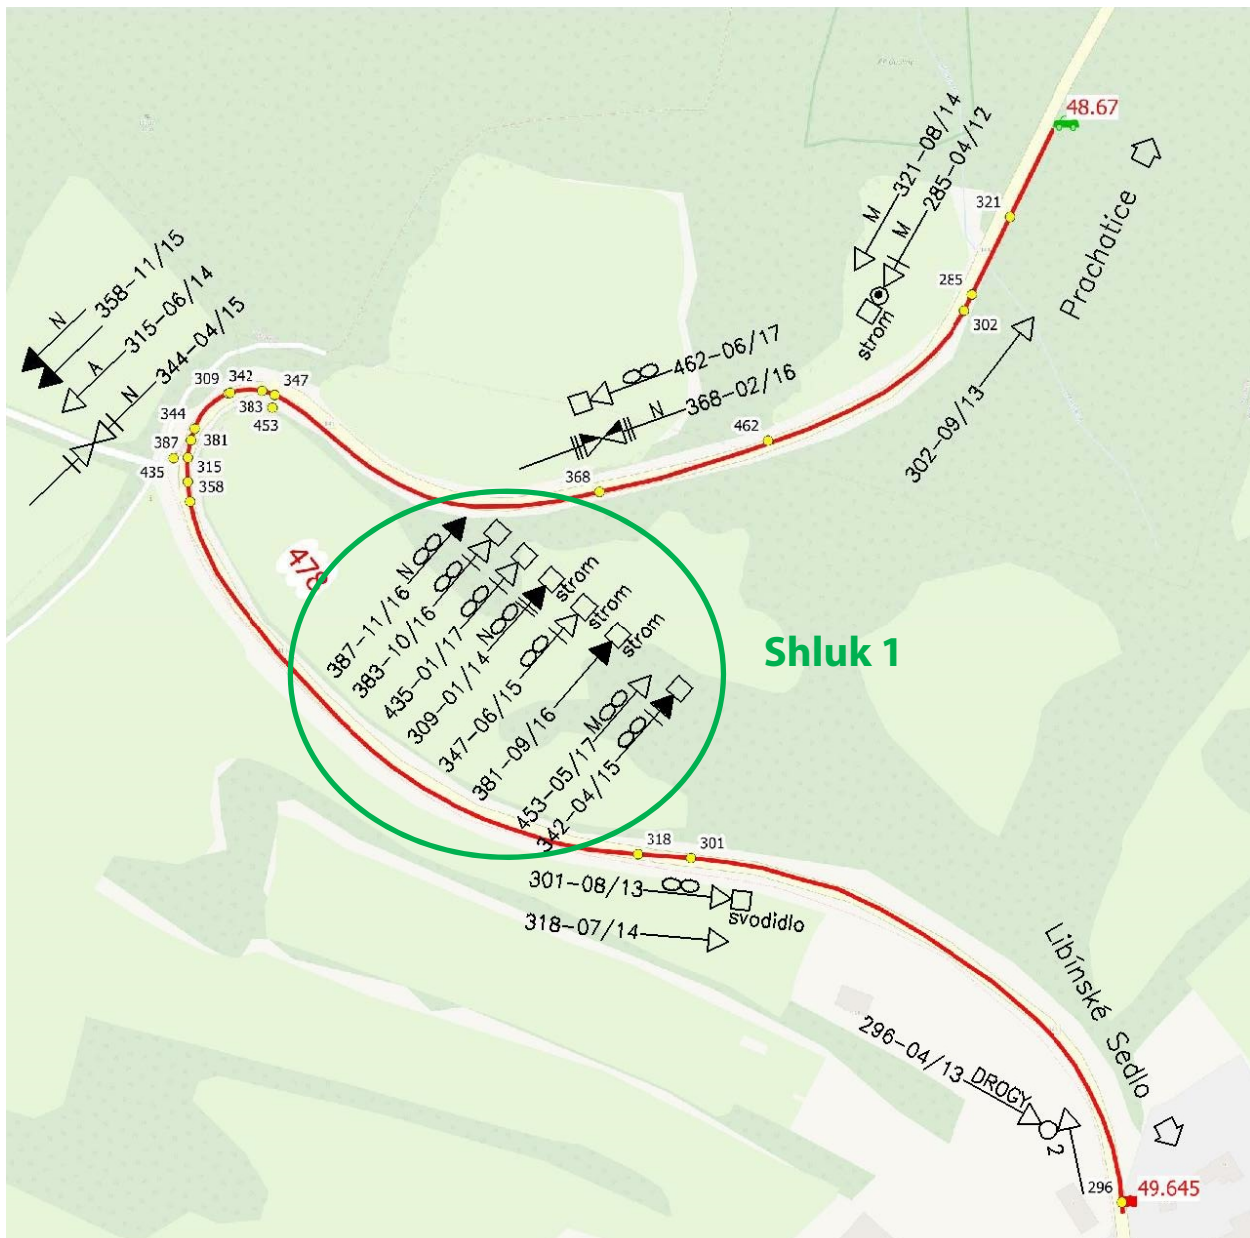 48.67
M 321-08/14
M 285-04/12
strom
321
285
302
Prachatice
302-09/13
N 358-11/15
A 315-06/14
N 344-04/15
462-06/17
N 368-02/16
462
368
309
342
347
344
383
453
387
381
435
315
358
478
387-11/16 N
383-10/16
435-01/17
309-01/14 N
strom
347-06/15
strom
381-09/16
strom
453-05/17 M
342-04/15
Shluk 1
318
301
301-08/13
svodidlo
318-07/14
Libínské Sedlo
296-04/13 DROGY
2
296
49.645